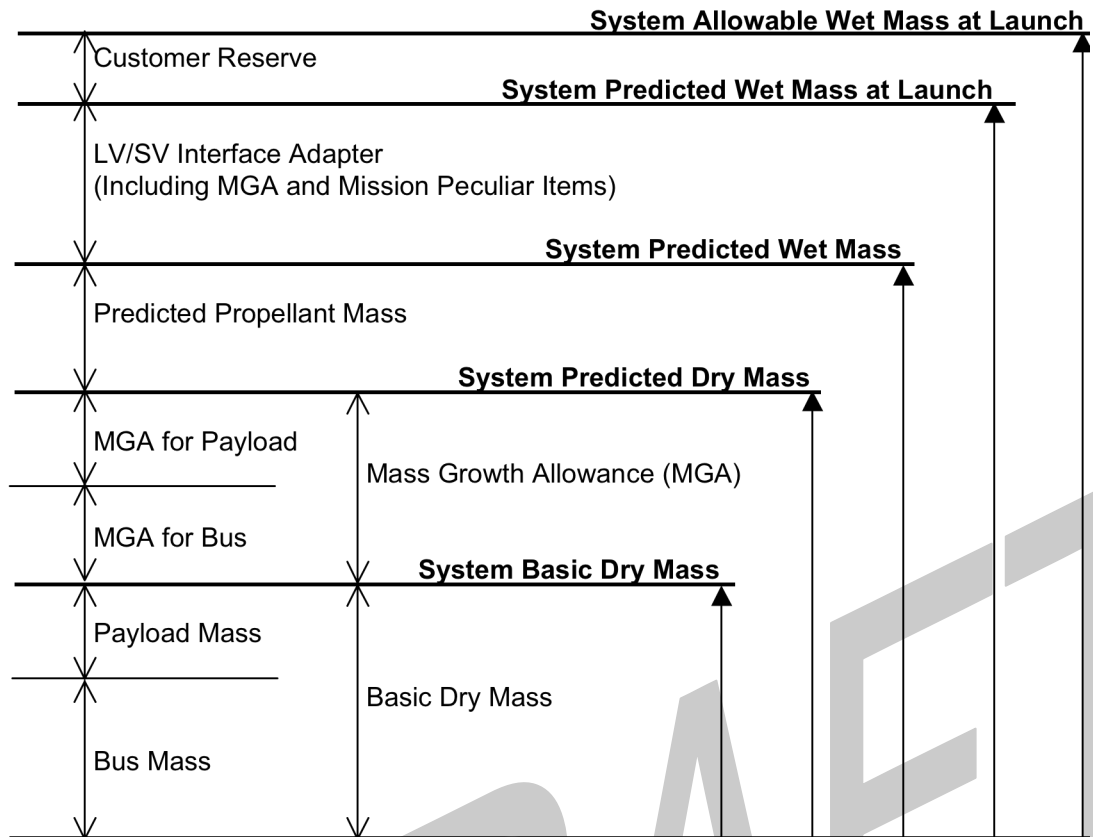 System Allowable Wet Mass at Launch
Customer Reserve
System Predicted Wet Mass at Launch
LV/SV Interface Adapter
(Including MGA and Mission Peculiar Items)
System Predicted Wet Mass
Predicted Propellant Mass
System Predicted Dry Mass
MGA for Payload
Mass Growth Allowance (MGA)
MGA for Bus
System Basic Dry Mass
Payload Mass
Basic Dry Mass
Bus Mass